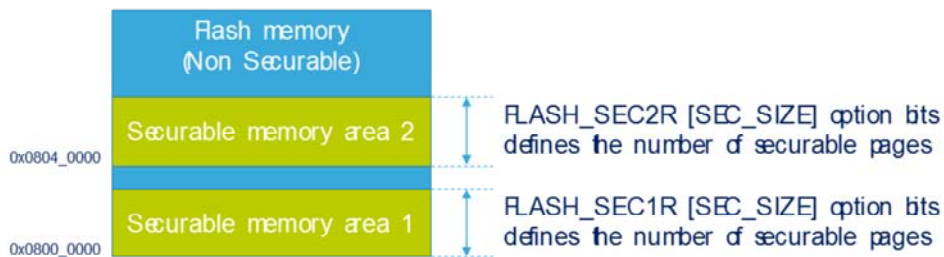 Flash memory
(Non Securable)
Securable memory area 2
FLASH_SEC2R [SEC_SIZE] option bits
defines the number of securable pages
0x0804_0000
Securable memory area 1
FLASH_SEC1R [SEC_SIZE] option bits
defines the number of securable pages
0x0800_0000